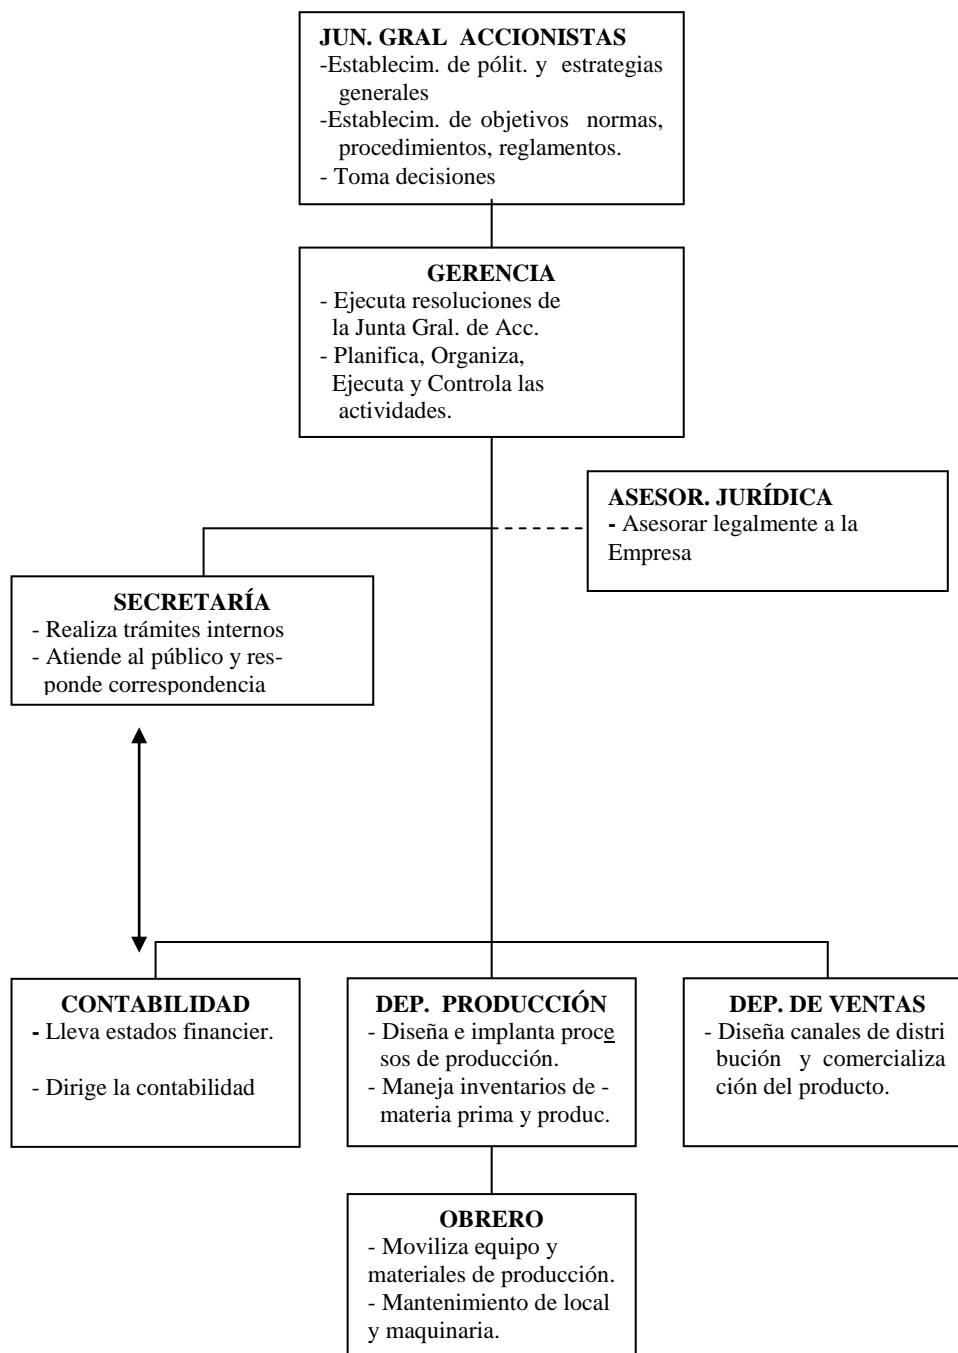 JUN. GRAL ACCIONISTAS
-Establecim. de pólit. y estrategias
generales
-Establecim. de objetivos normas,
procedimientos, reglamentos.
- Toma decisiones
GERENCIA
- Ejecuta resoluciones de
la Junta Gral. de Acc.
- Planifica, Organiza,
Ejecuta y Controla las
actividades.
ASESOR. JURÍDICA
- Asesorar legalmente a la
Empresa
SECRETARÍA
- Realiza trámites internos
- Atiende al público y res-
ponde correspondencia
CONTABILIDAD
- Lleva estados financier.
- Dirige la contabilidad
DEP. PRODUCCIÓN
- Diseña e implanta proce
sos de producción.
- Maneja inventarios de -
materia prima y produc.
DEP. DE VENTAS
- Diseña canales de distri
bución y comercializa
ción del producto.
OBRERO
- Moviliza equipo y
materiales de producción.
- Mantenimiento de local
y maquinaria.